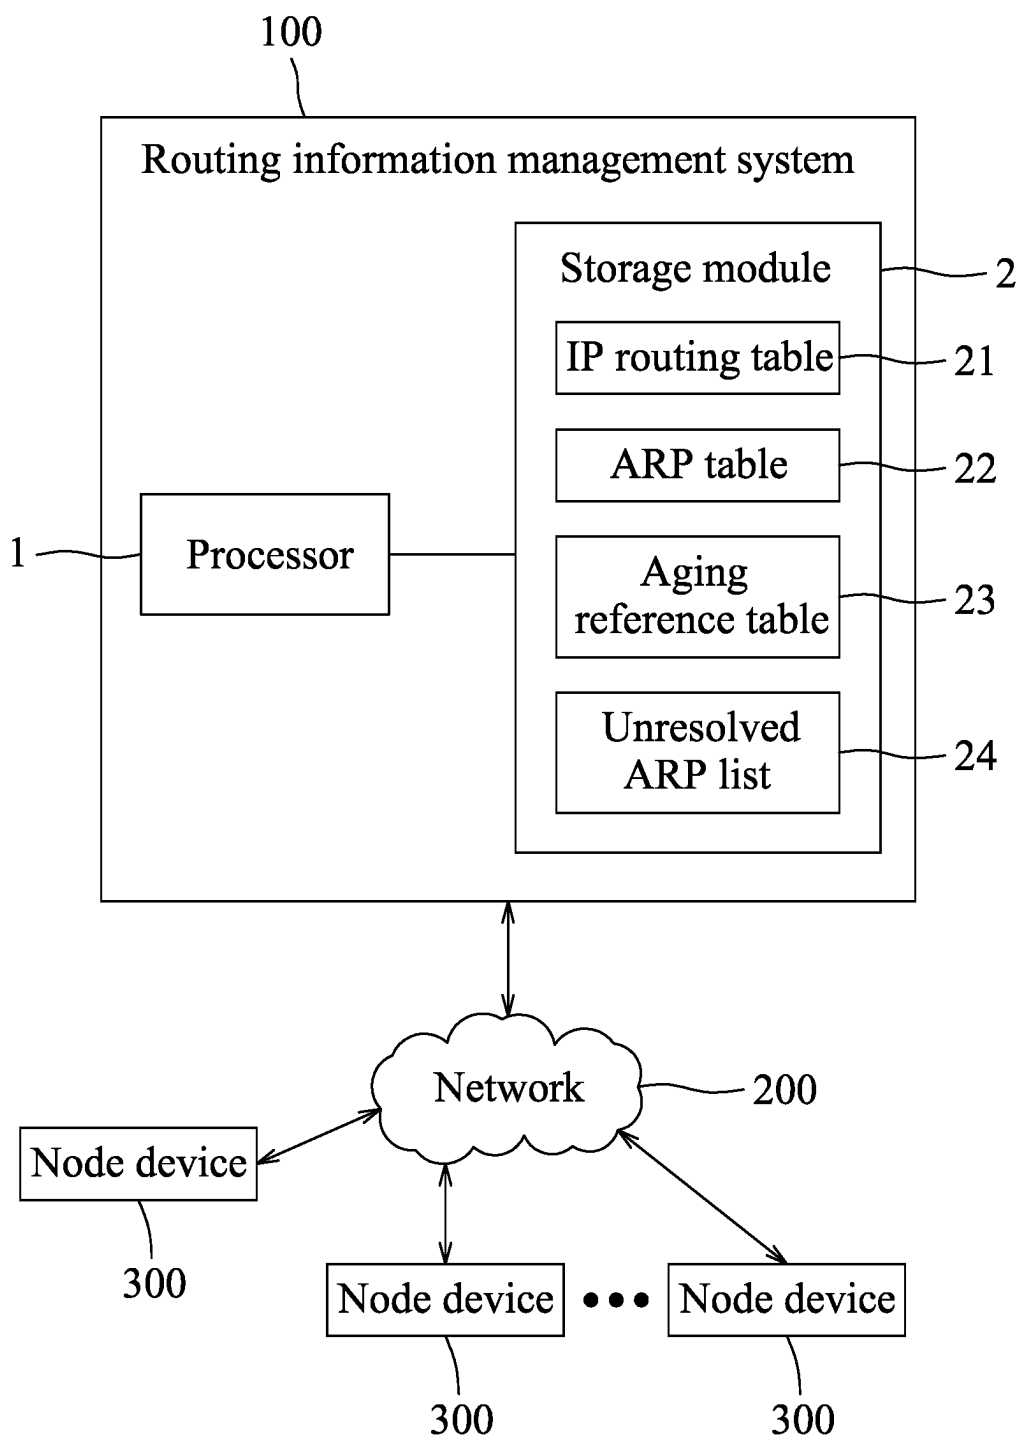 100
Routing information management system
Storage module
2
IP routing table
21
ARP table
22
1
Processor
Aging
reference table
23
Unresolved
ARP list
24
Network
200
Node device
300
Node device
Node device
300
300